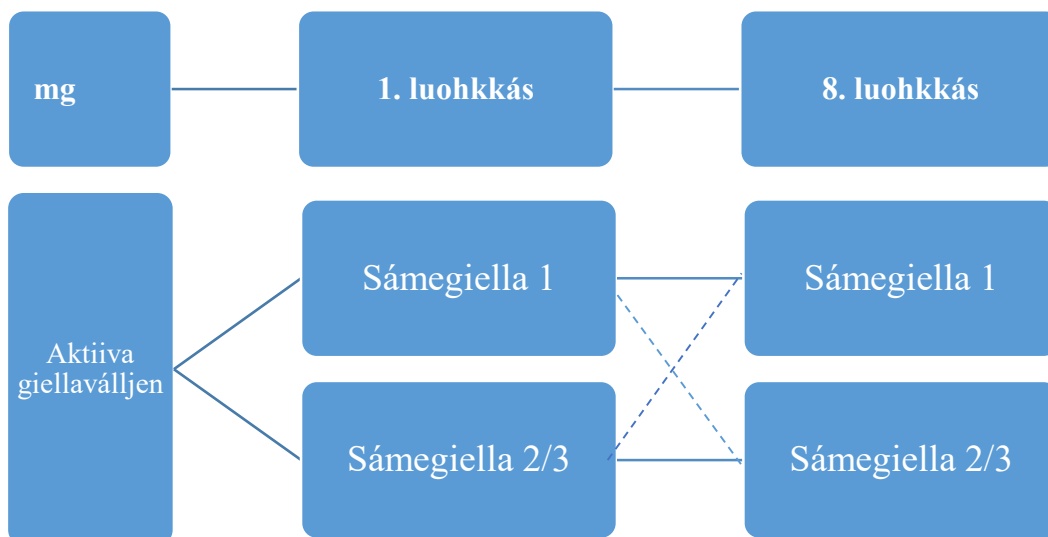 mg
1. luohkkás
8. luohkkás
Aktiiva
giellaválljen
Sámegiella 1
Sámegiella 1
Sámegiella 2/3
Sámegiella 2/3